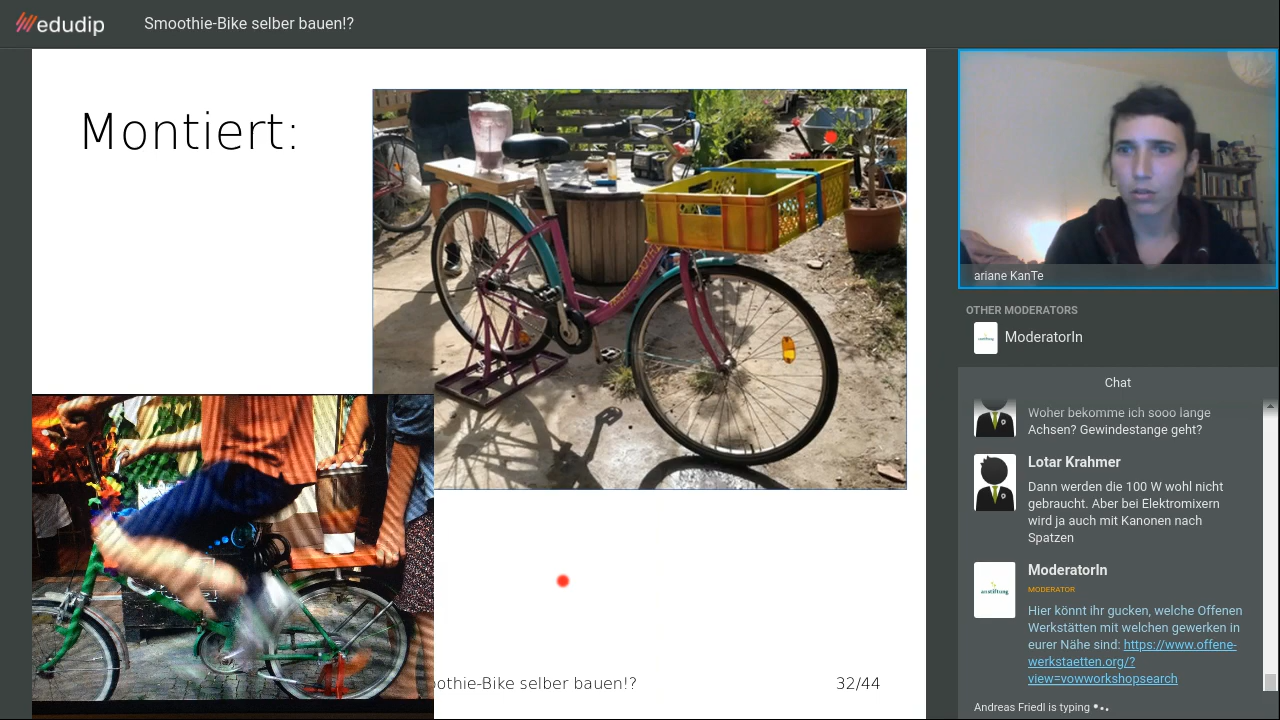 edudip
Smoothie-Bike selber bauen!?
Montiert:
ariane KanTe
OTHER MODERATORS
ModeratorIn
Chat
Woher bekomme ich sooo lange
Achsen? Gewindestange geht?
Lotar Krahmer
Dann werden die 100 W wohl nicht
gebraucht. Aber bei Elektromixern
wird ja auch mit Kanonen nach
Spatzen
ModeratorIn
MODERATOR
anstiftung
Hier könnt ihr gucken, welche Offenen
Werkstätten mit welchen gewerken in
eurer Nähe sind: https://www.offene-
werkstaetten.org/?
view=vowworkshopsearch
Andreas Friedl is typing
oothie-Bike selber bauen!?
32/44